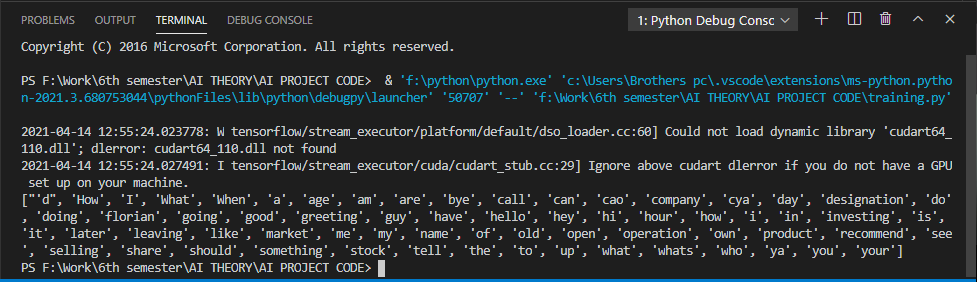 PROBLEMS OUTPUT TERMINAL DEBUG CONSOLE 1: Python Debug Consc
Copyright (C) 2016 Microsoft Corporation. All rights reserved.
PS F:\Work\6th semester\AI THEORY\AI PROJECT CODE>  & 'f:\python\python.exe' 'c:\Users\Brothers pc\.vscode\extensions\ms-python.pytho
n-2021.3.680753044\pythonFiles\lib\python\debugpy\launcher' '50707' '--' 'f:\Work\6th semester\AI THEORY\AI PROJECT CODE\training.py'
2021-04-14 12:55:24.023778: W tensorflow/stream_executor/platform/default/dso_loader.cc:60] Could not load dynamic library 'cudart64_
110.dll'; dlerror: cudart64_110.dll not found
2021-04-14 12:55:24.027491: I tensorflow/stream_executor/cuda/cudart_stub.cc:29] Ignore above cudart dlerror if you do not have a GPU
 set up on your machine.
["'d", 'How', 'I', 'What', 'When', 'a', 'age', 'am', 'are', 'bye', 'call', 'can', 'cao', 'company', 'cya', 'day', 'designation', 'do'
, 'doing', 'florian', 'going', 'good', 'greeting', 'guy', 'have', 'hello', 'hey', 'hi', 'hour', 'how', 'i', 'in', 'investing', 'is',
'it', 'later', 'leaving', 'like', 'market', 'me', 'my', 'name', 'of', 'old', 'open', 'operation', 'own', 'product', 'recommend', 'see
', 'selling', 'share', 'should', 'something', 'stock', 'tell', 'the', 'to', 'up', 'what', 'whats', 'who', 'ya', 'you', 'your']
PS F:\Work\6th semester\AI THEORY\AI PROJECT CODE>